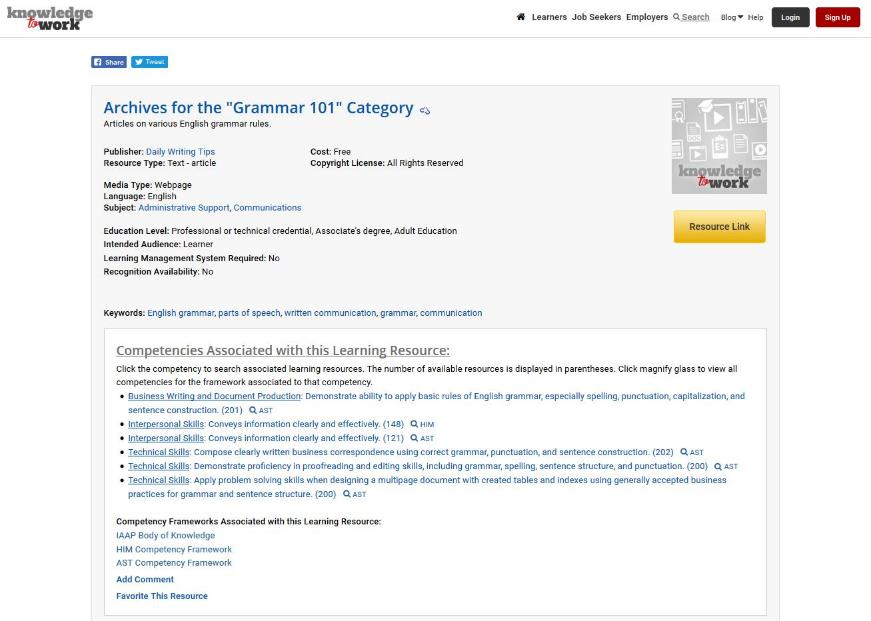 knowledge
to work
Learners Job Seekers Employers Search Blog Help Login Sign Up
Share Tweet
Archives for the "Grammar 101" Category
Articles on various English grammar rules.
Publisher: Daily Writing Tips Cost: Free
Resource Type: Text - article Copyright License: All Rights Reserved
Media Type: Webpage
Language: English
Subject: Administrative Support, Communications
knowledge
to work
Resource Link
Education Level: Professional or technical credential, Associate's degree, Adult Education
Intended Audience: Learner
Learning Management System Required: No
Recognition Availability: No
Keywords: English grammar, parts of speech, written communication, grammar, communication
Competencies Associated with this Learning Resource:
Click the competency to search associated learning resources. The number of available resources is displayed in parentheses. Click magnify glass to view all
competencies for the framework associated to that competency.
Business Writing and Document Production: Demonstrate ability to apply basic rules of English grammar, especially spelling, punctuation, capitalization, and
sentence construction. (201) AST
Interpersonal Skills: Conveys information clearly and effectively. (148) HIM
Interpersonal Skills: Conveys information clearly and effectively. (121) AST
Technical Skills: Compose clearly written business correspondence using correct grammar, punctuation, and sentence construction. (202) AST
Technical Skills: Demonstrate proficiency in proofreading and editing skills, including grammar, spelling, sentence structure, and punctuation. (200) AST
Technical Skills: Apply problem solving skills when designing a multipage document with created tables and indexes using generally accepted business
practices for grammar and sentence structure. (200) AST
Competency Frameworks Associated with this Learning Resource:
IAAP Body of Knowledge
HIM Competency Framework
AST Competency Framework
Add Comment
Favorite This Resource